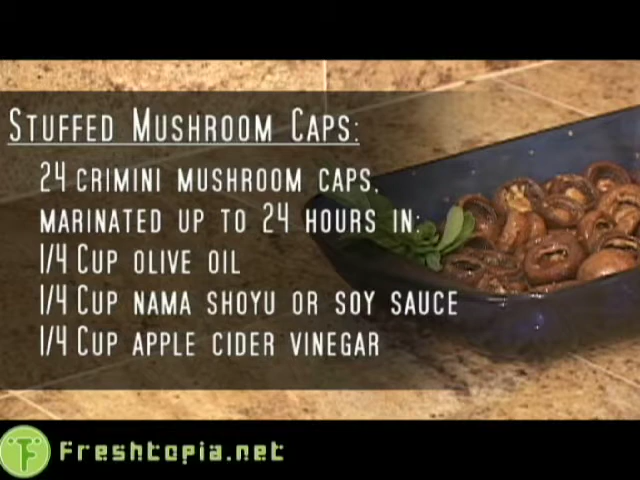 Stuffed Mushroom Caps:
24 crimini mushroom caps,
marinated up to 24 hours in:
1/4 Cup olive oil
1/4 Cup nama shoyu or soy sauce
1/4 Cup apple cider vinegar
Freshtopia.net